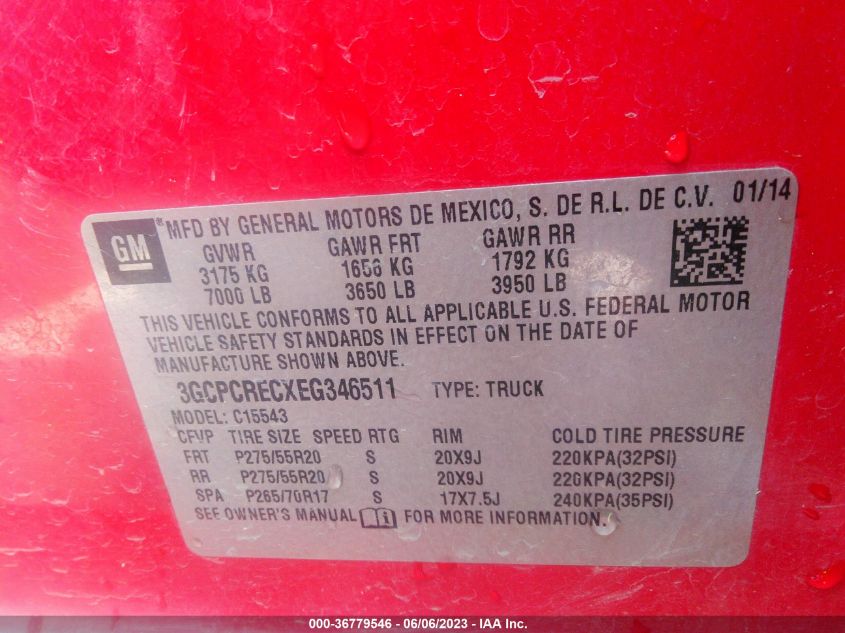 GM ® MFD BY GENERAL MOTORS DE MEXICO, S. DE R.L. DE C.V. 01/14
GVWR GAWR FRT GAWR RR
3175 KG 1656 KG 1792 KG
7000 LB 3650 LB 3950 LB
THIS VEHICLE CONFORMS TO ALL APPLICABLE U.S. FEDERAL MOTOR
VEHICLE SAFETY STANDARDS IN EFFECT ON THE DATE OF
MANUFACTURE SHOWN ABOVE.
3GCPCRECXEG346511 TYPE: TRUCK
MODEL: C15543
CFVP TIRE SIZE SPEED RTG RIM COLD TIRE PRESSURE
FRT P275/55R20 S 20X9J 220KPA(32PSI)
RR P275/55R20 S 20X9J 220KPA(32PSI)
SPA P265/70R17 S 17X7.5J 240KPA(35PSI)
SEE OWNER'S MANUAL i FOR MORE INFORMATION.
000-36779546 - 06/06/2023 - IAA Inc.